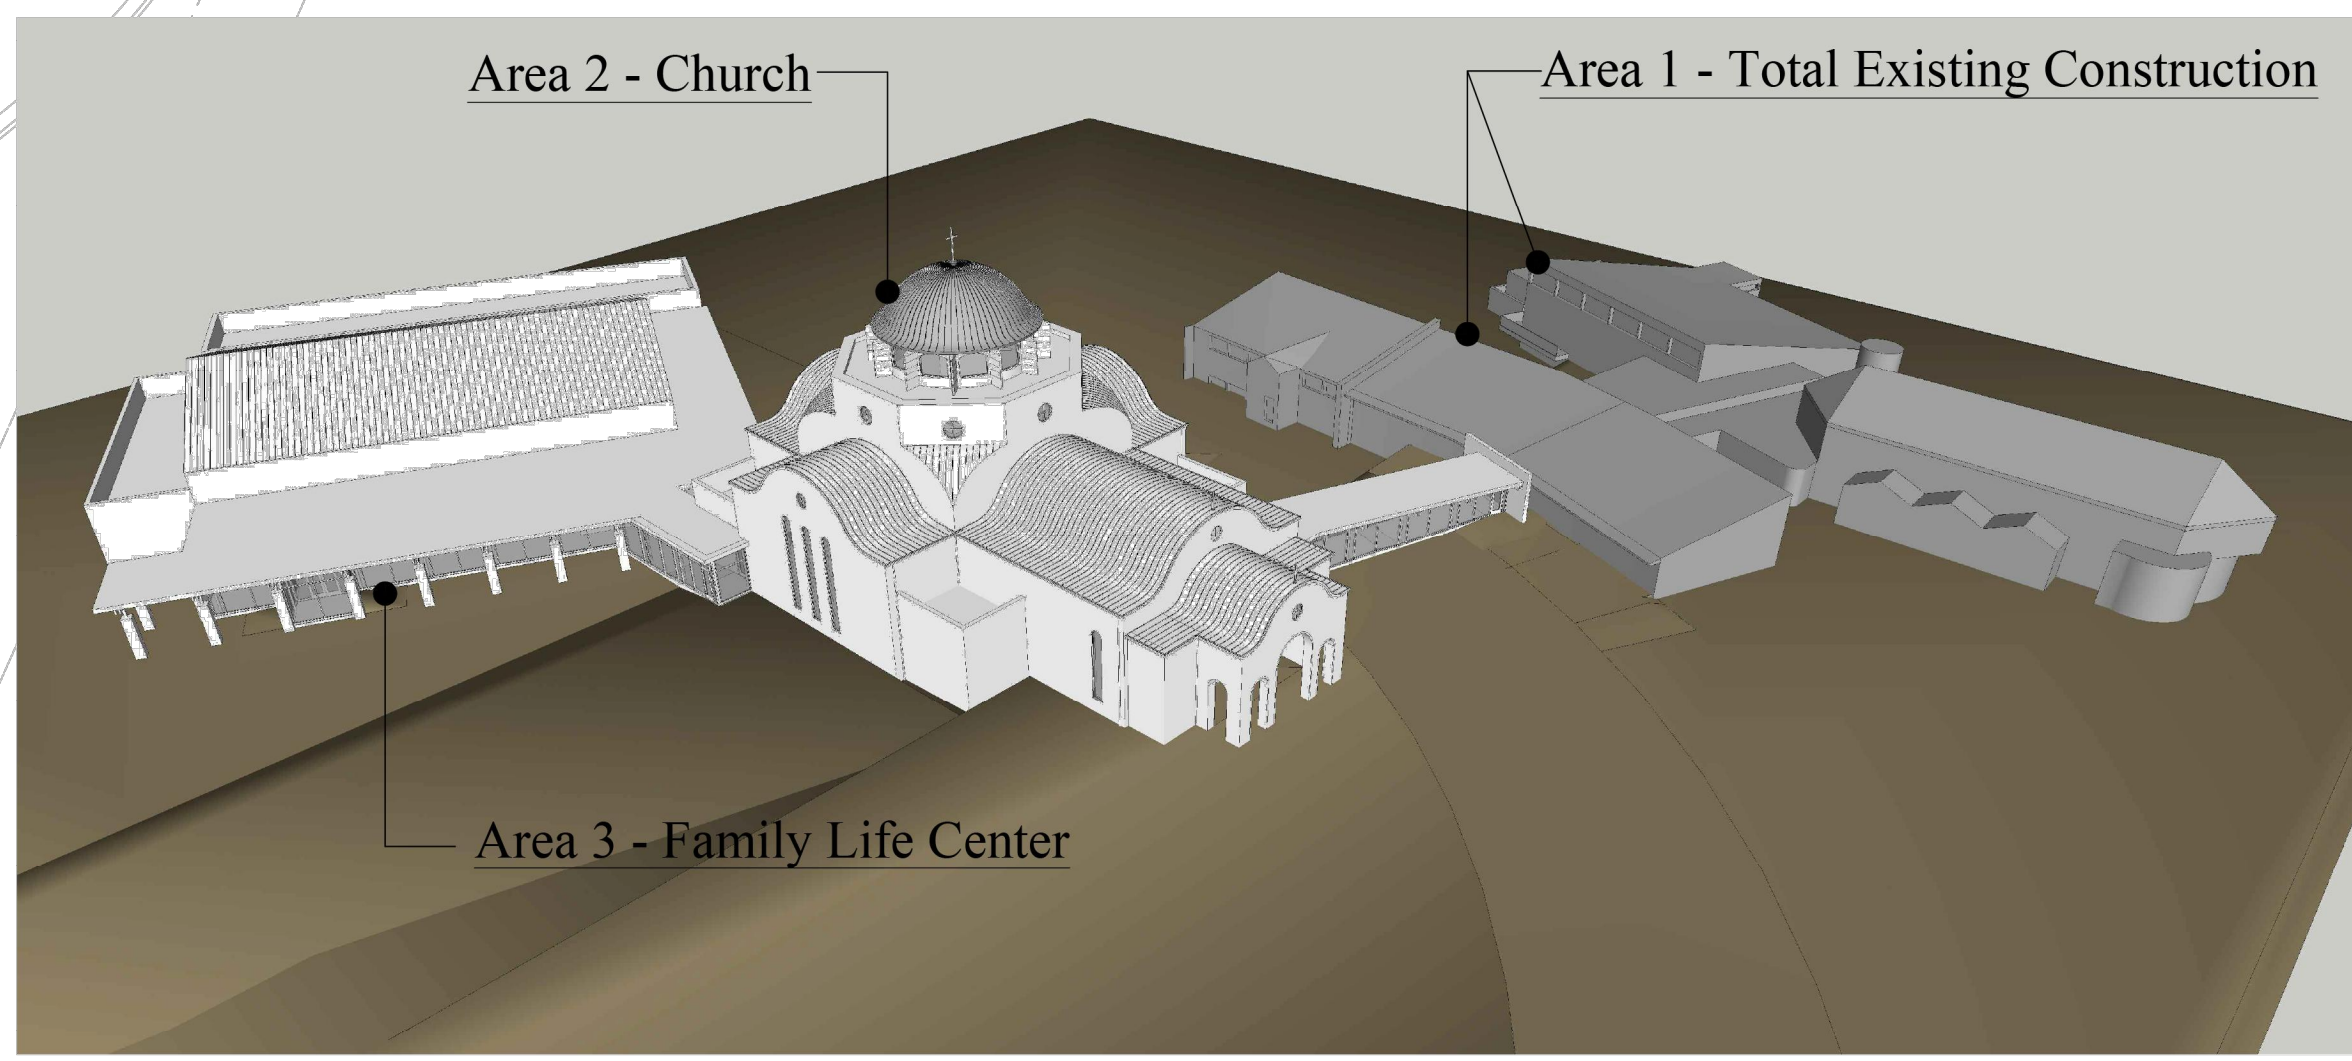 Area 2 - Church
Area 1 - Total Existing Construction
Area 3 - Family Life Center